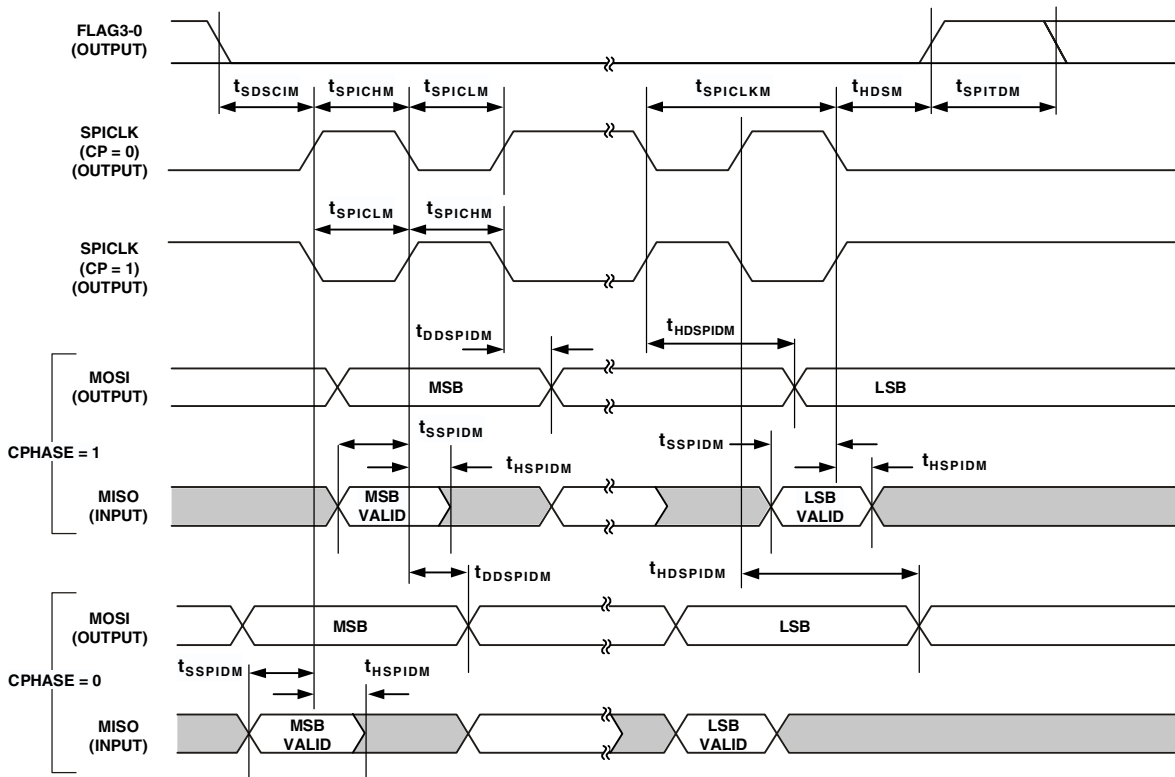 FLAG3-0
(OUTPUT)
tSDSCIM
tSPICHM
tSPICLM
tSPICLKM
tHDSM
tSPITDM
SPICLK
(CP = 0)
(OUTPUT)
tSPICLM
tSPICHM
SPICLK
(CP = 1)
(OUTPUT)
tDDSPIDM
tHDSPIDM
MOSI
(OUTPUT)
MSB
LSB
CPHASE = 1
tSSPIDM
tHSPIDM
tSSPIDM
tHSPIDM
MISO
(INPUT)
MSB
VALID
LSB
VALID
tDDSPIDM
tHDSPIDM
MOSI
(OUTPUT)
MSB
LSB
CPHASE = 0
tSSPIDM
tHSPIDM
MISO
(INPUT)
MSB
VALID
LSB
VALID